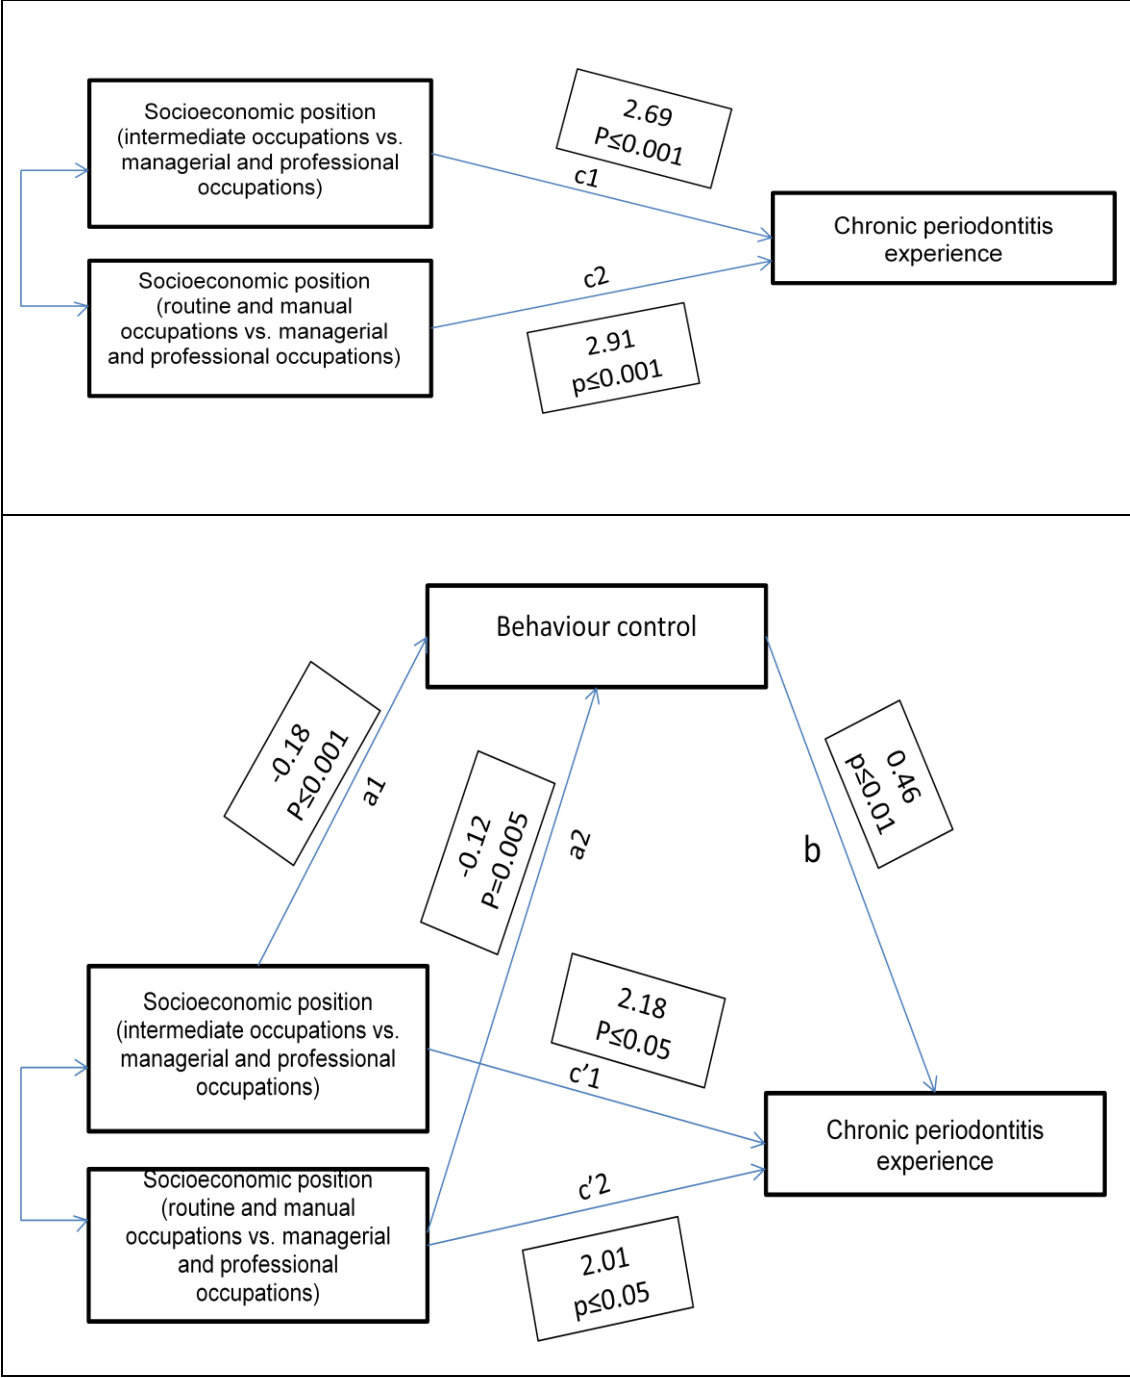 Socioeconomic position
(intermediate occupations vs.
managerial and professional
occupations)
2.69
P≤0.001
c1
Chronic periodontitis
experience
Socioeconomic position
(routine and manual
occupations vs. managerial
and professional occupations)
c2
2.91
p≤0.001
Behaviour control
-0.18
P≤0.001
a1
-0.12
P=0.005
a2
0.46
p≤0.01
b
Socioeconomic position
(intermediate occupations vs.
managerial and professional
occupations)
2.18
P≤0.05
c’1
Chronic periodontitis
experience
Socioeconomic position
(routine and manual
occupations vs. managerial
and professional
occupations)
c’2
2.01
p≤0.05